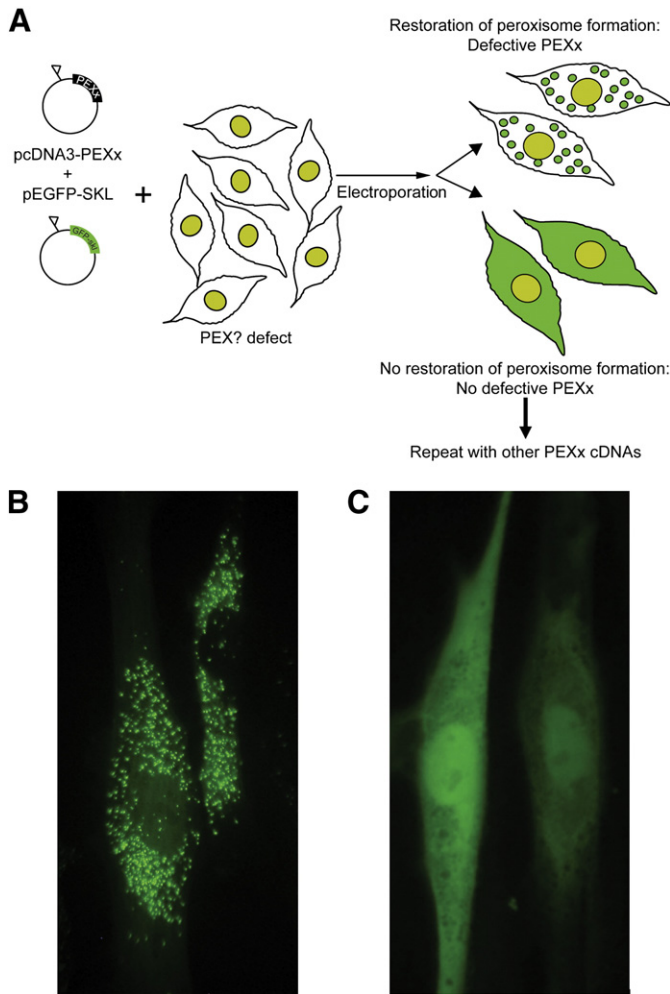 A
PEXx
pcDNA3-PEXx
+
pEGFP-SKL
GFP-skl
+
PEX? defect
Electroporation
Restoration of peroxisome formation:
Defective PEXx
No restoration of peroxisome formation:
No defective PEXx
Repeat with other PEXx cDNAs
B
C